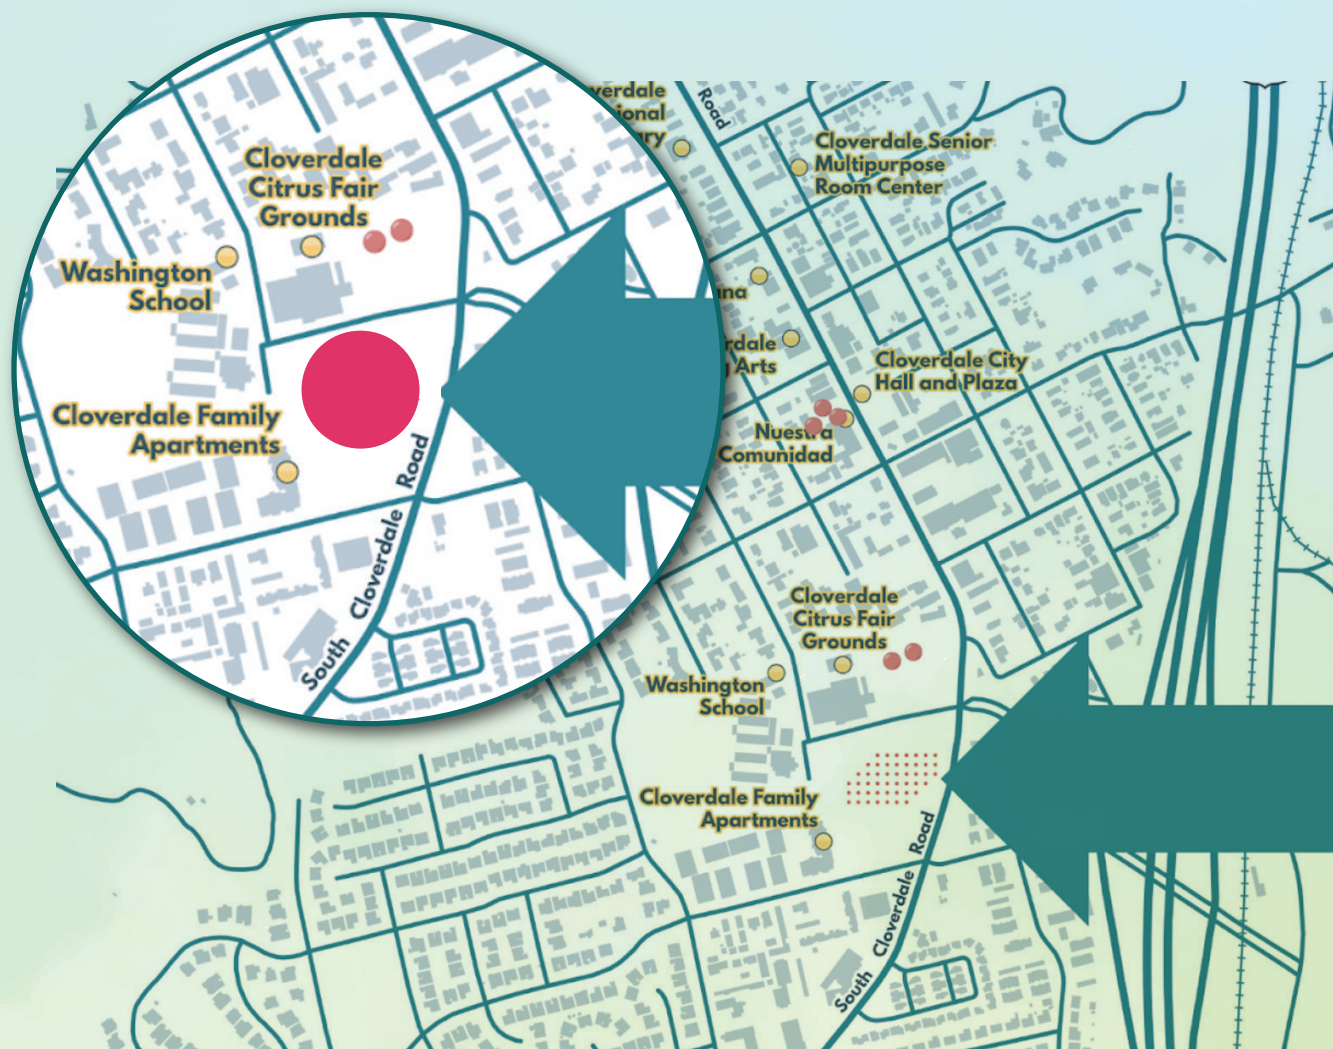 Cloverdale
Citrus Fair
Grounds
Washington
School
Cloverdale Family
Apartments
South Cloverdale Road
Road
Cloverdale Senior
Multipurpose
Room Center
Arts
Cloverdale City
Hall and Plaza
Nuestra
Comunidad
Cloverdale
Citrus Fair
Grounds
Washington
School
Cloverdale Family
Apartments
South Cloverdale Road